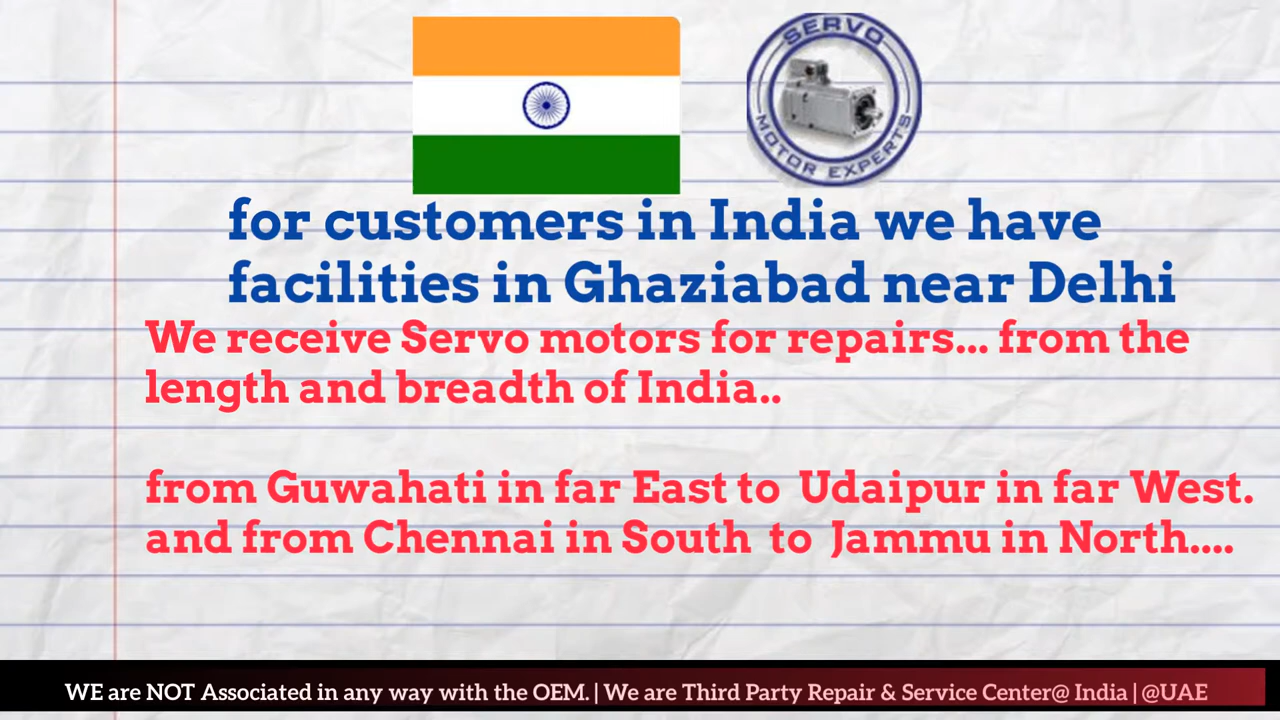 SERVO
MOTOR EXPERTS
for customers in India we have
facilities in Ghaziabad near Delhi
We receive Servo motors for repairs... from the
length and breadth of India..
from Guwahati in far East to Udaipur in far West.
and from Chennai in South to Jammu in North....
WE are NOT Associated in any way with the OEM. | We are Third Party Repair & Service Center@ India | @UAE